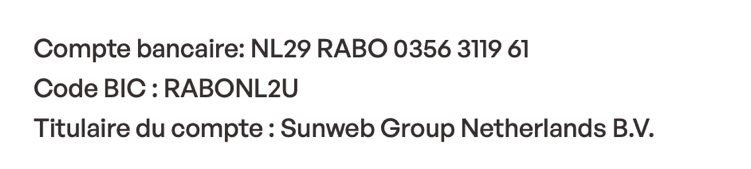 Compte bancaire: NL29 RABO 0356 3119 61
Code BIC : RABONL2U
Titulaire du compte : Sunweb Group Netherlands B.V.